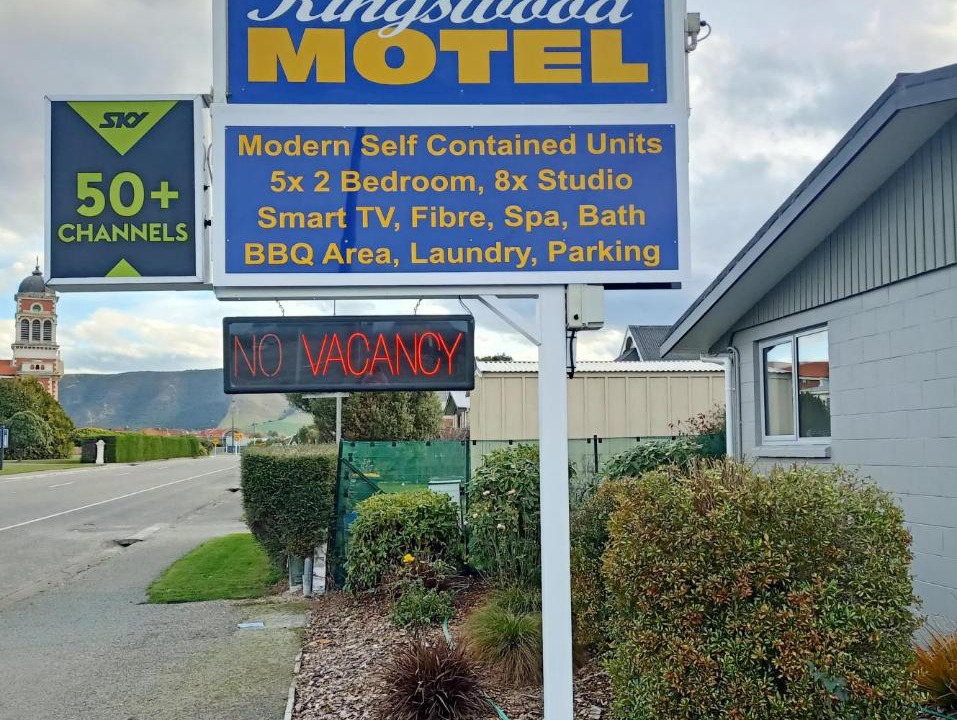 Kingswood
MOTEL
SKY
50+
CHANNELS
Modern Self Contained Units
5x 2 Bedroom, 8x Studio
Smart TV, Fibre, Spa, Bath
BBQ Area, Laundry, Parking
NO VACANCY